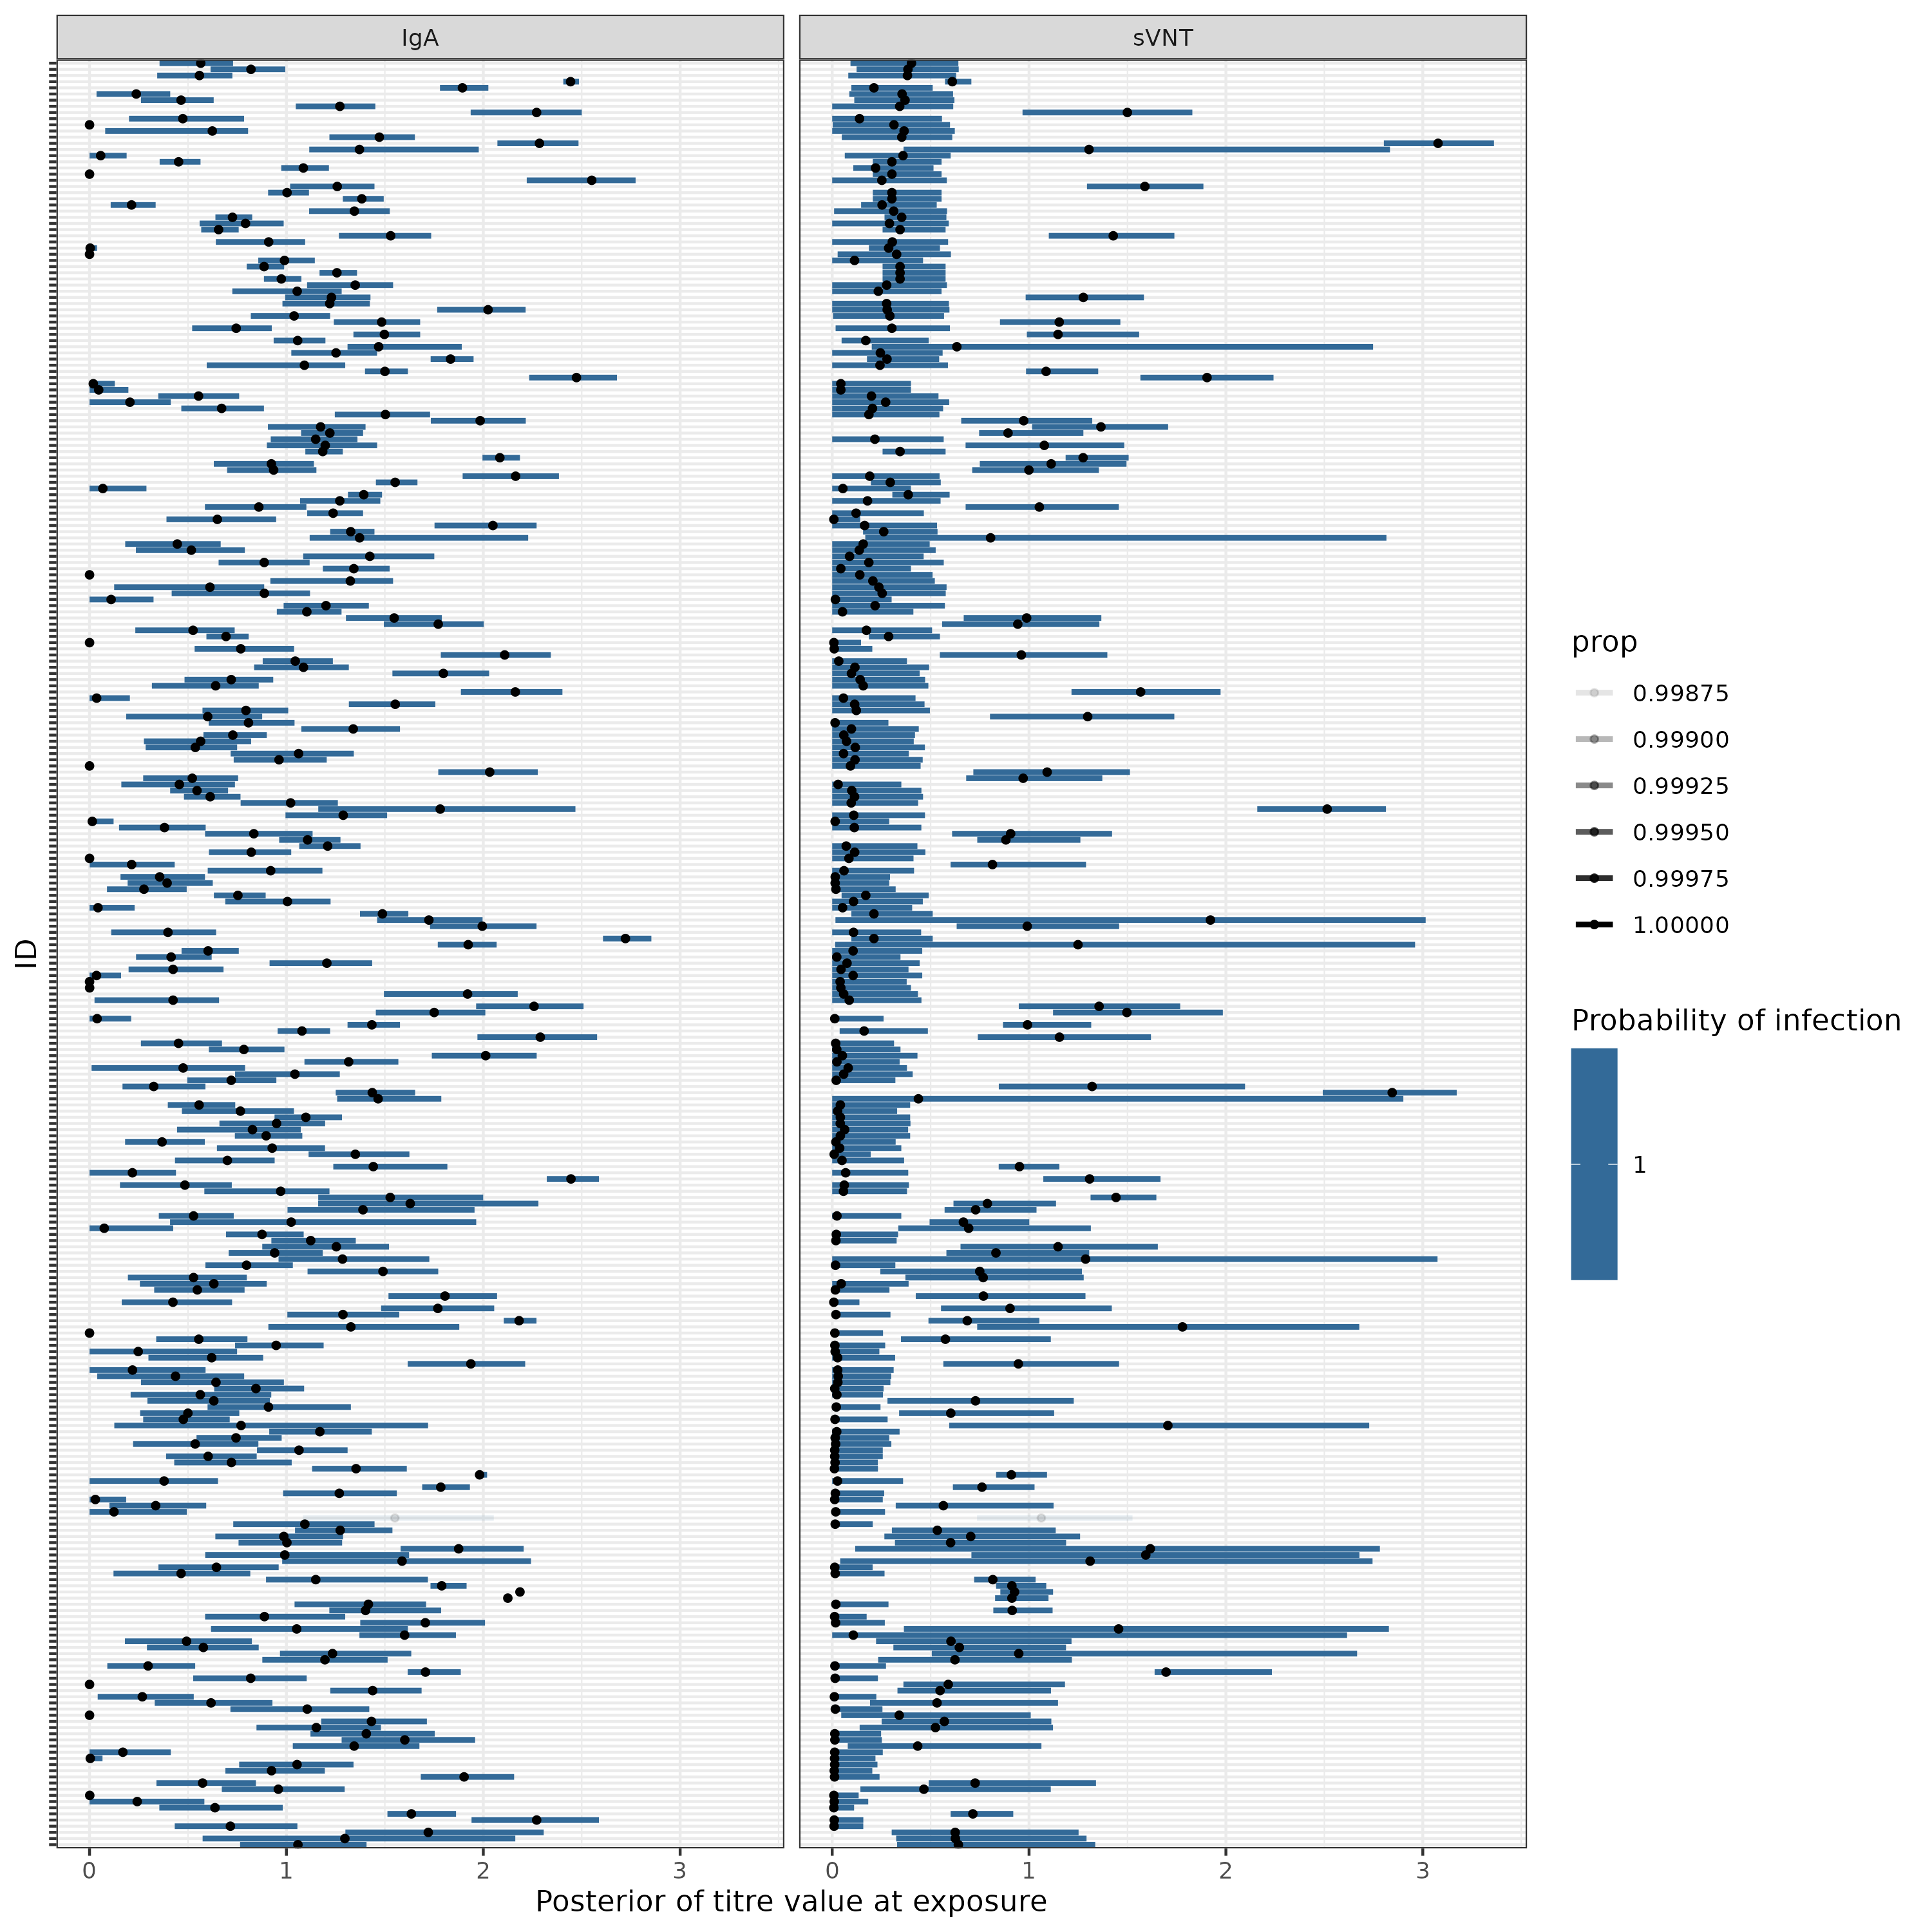 IgA
sVNT
ID
0
1
2
3
0
1
2
3
Posterior of titre value at exposure
prop
0.99875
0.99900
0.99925
0.99950
0.99975
1.00000
Probability of infection
1